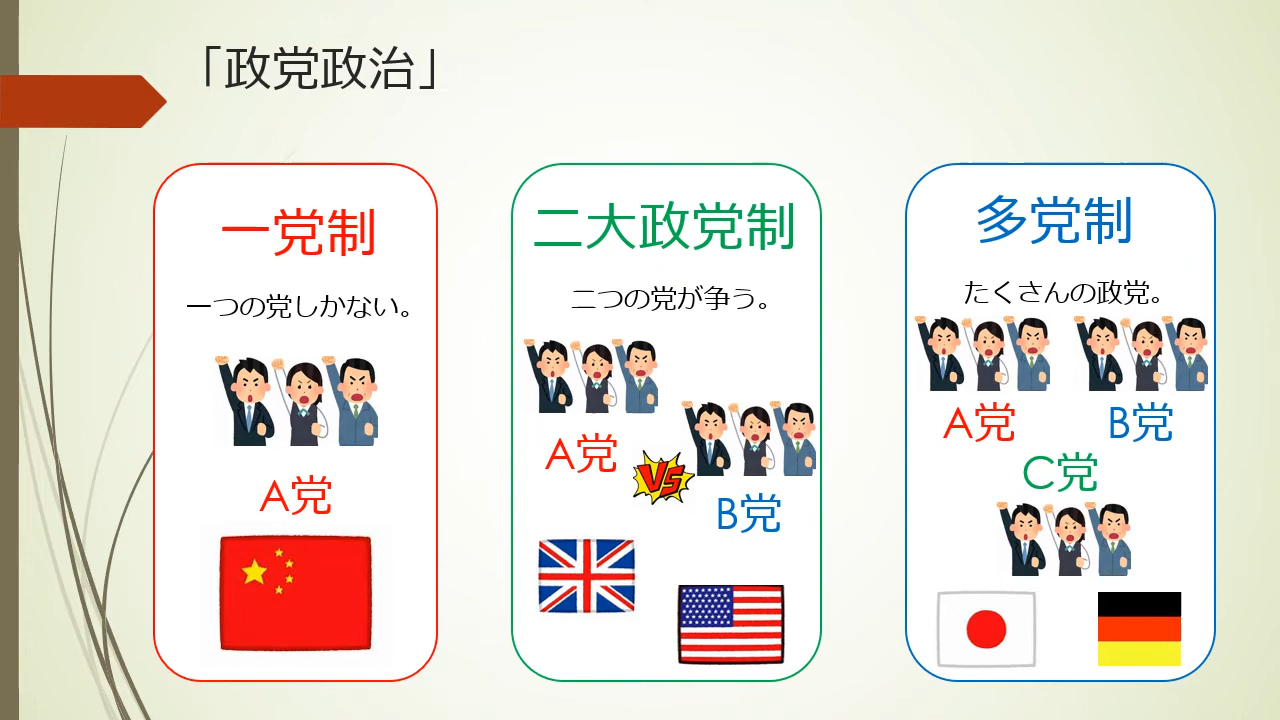 「政党政治」
一党制
一つの党しかない。
A党
二大政党制
二つの党が争う。
A党
VS
B党
多党制
たくさんの政党。
A党
B党
C党